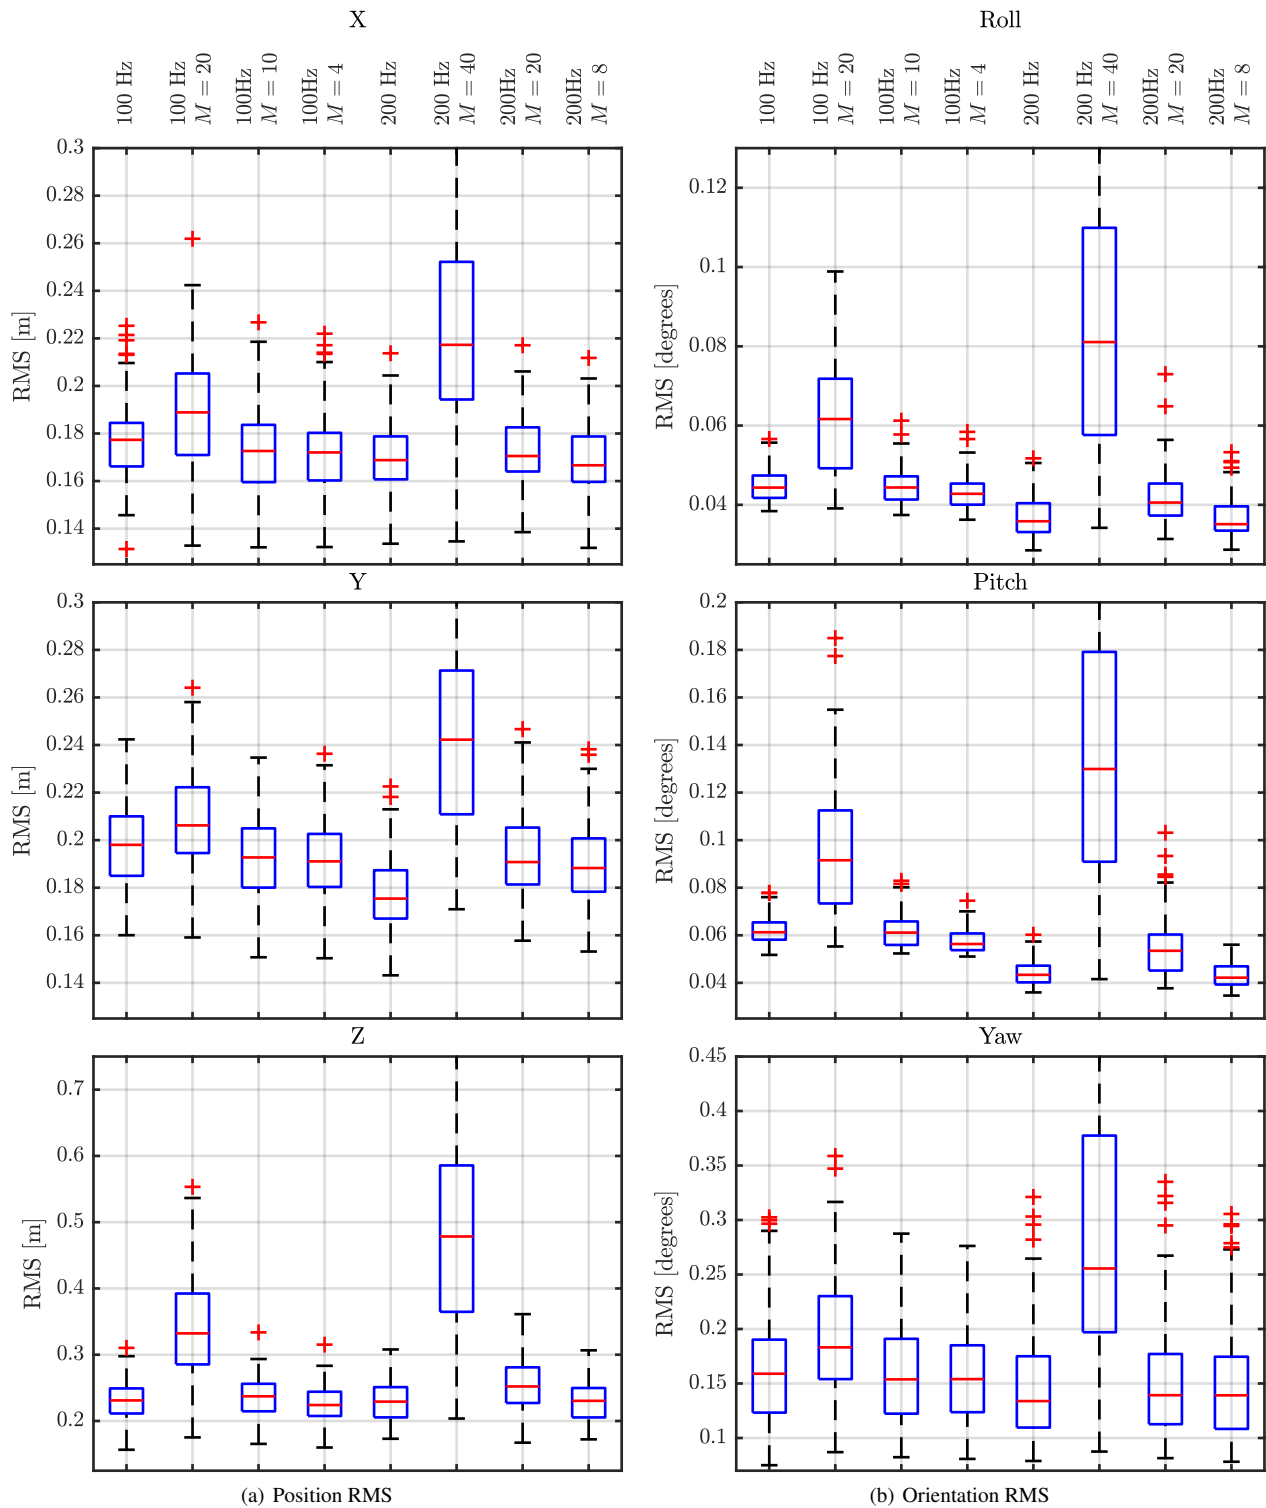 X
100 Hz
100 Hz
M = 20
100Hz
M = 10
100Hz
M = 4
200 Hz
200 Hz
M = 40
200Hz
M = 20
200Hz
M = 8
RMS [m]
0.3
0.28
0.26
0.24
0.22
0.2
0.18
0.16
0.14
Y
RMS [m]
0.3
0.28
0.26
0.24
0.22
0.2
0.18
0.16
0.14
Z
RMS [m]
0.7
0.6
0.5
0.4
0.3
0.2
(a) Position RMS
Roll
100 Hz
100 Hz
M = 20
100Hz
M = 10
100Hz
M = 4
200 Hz
200 Hz
M = 40
200Hz
M = 20
200Hz
M = 8
RMS [degrees]
0.12
0.1
0.08
0.06
0.04
Pitch
RMS [degrees]
0.2
0.18
0.16
0.14
0.12
0.1
0.08
0.06
0.04
Yaw
RMS [degrees]
0.45
0.4
0.35
0.3
0.25
0.2
0.15
0.1
(b) Orientation RMS